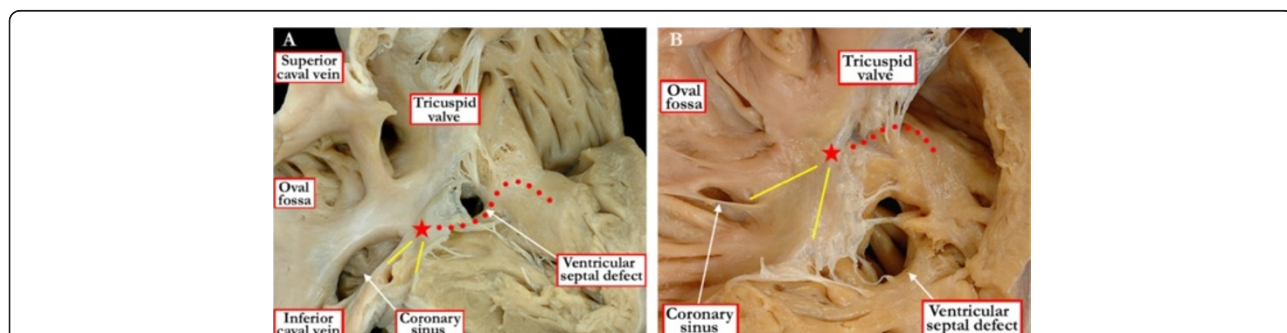 A
Superior
caval vein
Tricuspid
valve
Oval
fossa
Ventricular
septal defect
Inferior
caval vein
Coronary
sinus
B
Tricuspid
valve
Oval
fossa
Coronary
sinus
Ventricular
septal defect